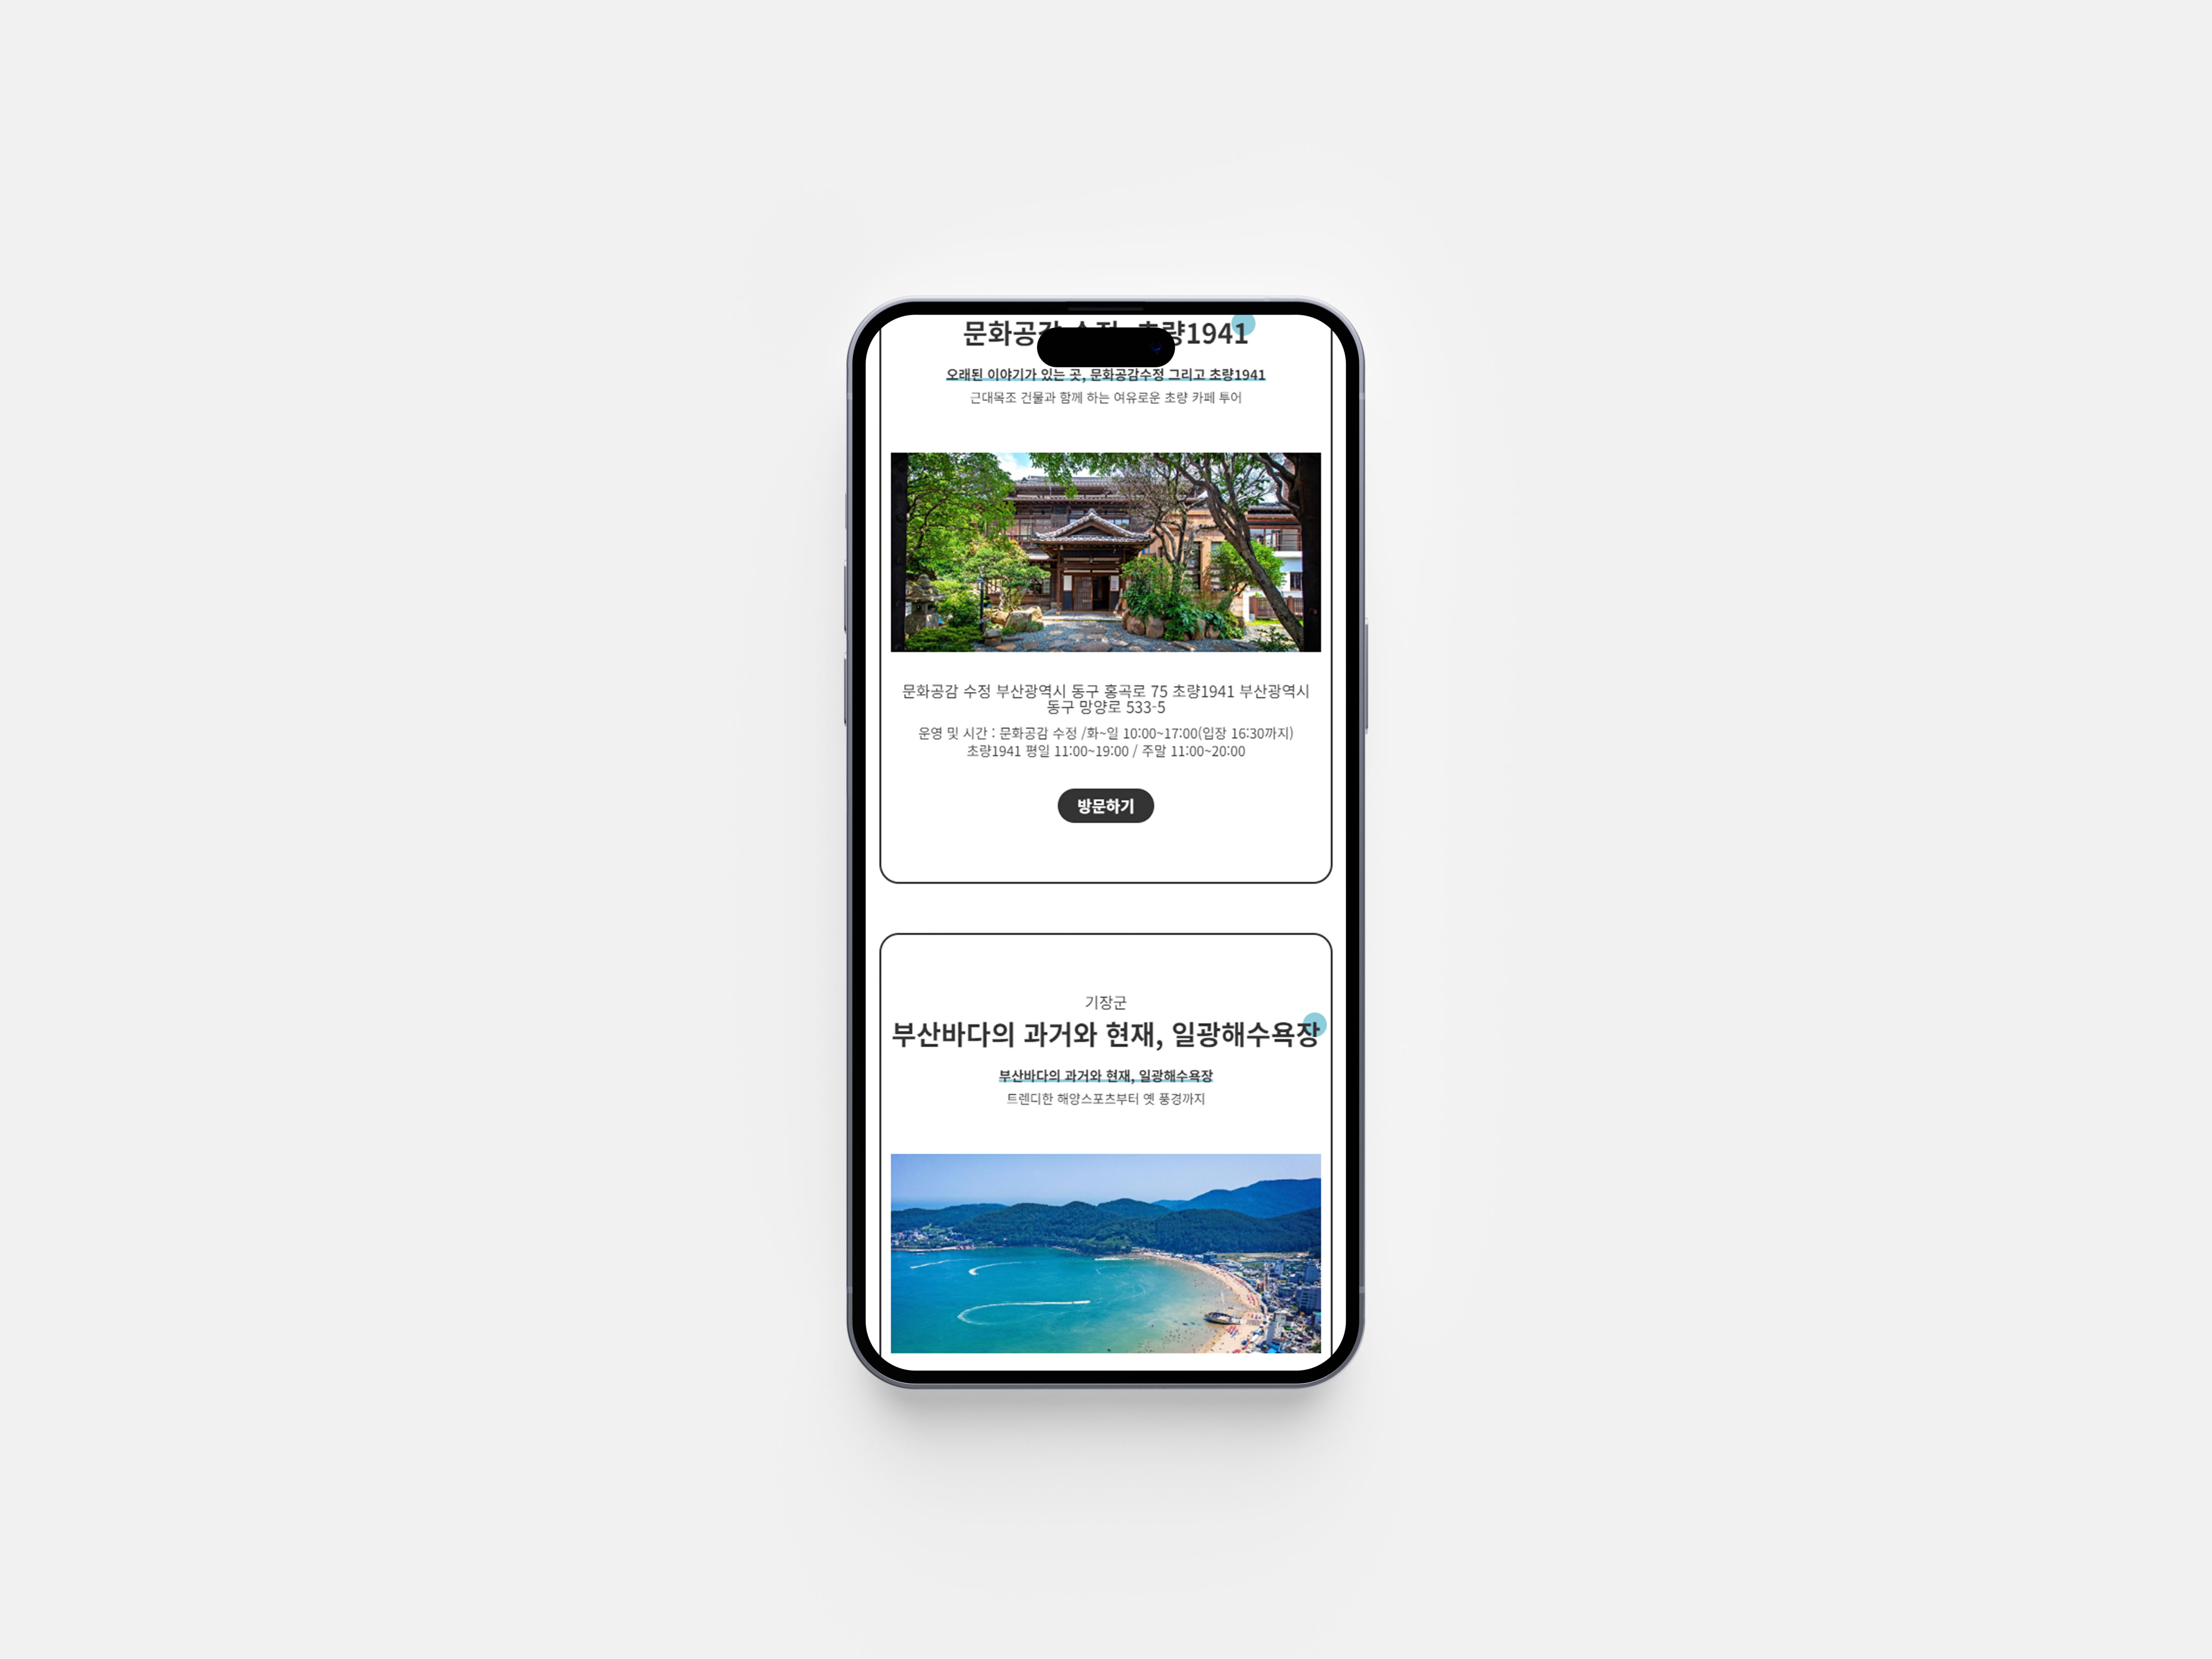 문화공 량1941
오래된 이야기가 있는 곳, 문화공감수정 그리고 초량1941
근대목조 건물과 함께 하는 여유로운 초량 카페 투어
문화공감 수정 부산광역시 동구 홍곡로 75 초량1941 부산광역시
동구 망양로 533-5
운영 및 시간 : 문화공감 수정 /화~일 10:00~17:00(입장 16:30까지)
초량1941 평일 11:00~19:00 / 주말 11:00~20:00
방문하기
기장군
부산바다의 과거와 현재, 일광해수욕장
부산바다의 과거와 현재, 일광해수욕장
트렌디한 해양스포츠부터 옛 풍경까지